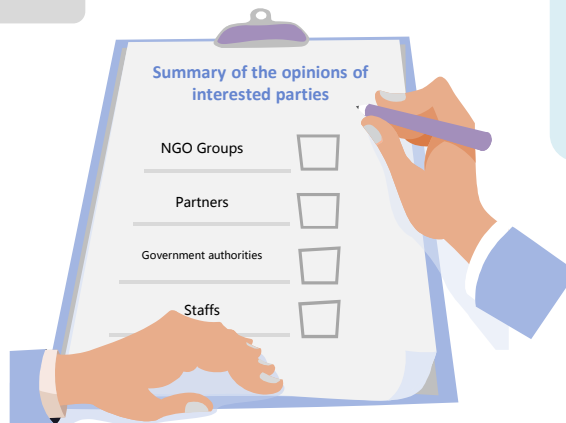 Summary of the opinions of
interested parties
NGO Groups
Partners
Government authorities
Staffs